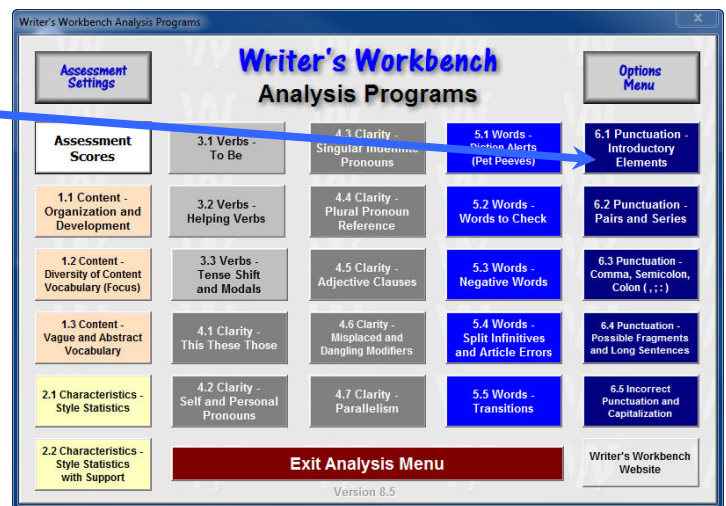 Writer's Workbench Analysis Programs
x
Assessment
Settings
Writer's Workbench
Analysis Programs
Options
Menu
Assessment
Scores
1.1 Content -
Organization and
Development
1.2 Content -
Diversity of Content
Vocabulary (Focus)
1.3 Content -
Vague and Abstract
Vocabulary
2.1 Characteristics -
Style Statistics
2.2 Characteristics -
Style Statistics
with Support
3.1 Verbs -
To Be
3.2 Verbs -
Helping Verbs
3.3 Verbs -
Tense Shift
and Modals
4.1 Clarity -
This These Those
4.2 Clarity -
Self and Personal
Pronouns
4.3 Clarity -
Singular Indefinite
Pronouns
4.4 Clarity -
Plural Pronoun
Reference
4.5 Clarity -
Adjective Clauses
4.6 Clarity -
Misplaced and
Dangling Modifiers
4.7 Clarity -
Parallelism
5.1 Words -
Diction Alerts
(Pet Peeves)
5.2 Words -
Words to Check
5.3 Words -
Negative Words
5.4 Words -
Split Infinitives
and Article Errors
5.5 Words -
Transitions
6.1 Punctuation -
Introductory
Elements
6.2 Punctuation -
Pairs and Series
6.3 Punctuation -
Comma, Semicolon,
Colon ( , ; : )
6.4 Punctuation -
Possible Fragments
and Long Sentences
6.5 Incorrect
Punctuation and
Capitalization
Exit Analysis Menu
Version 8.5
Writer's Workbench
Website